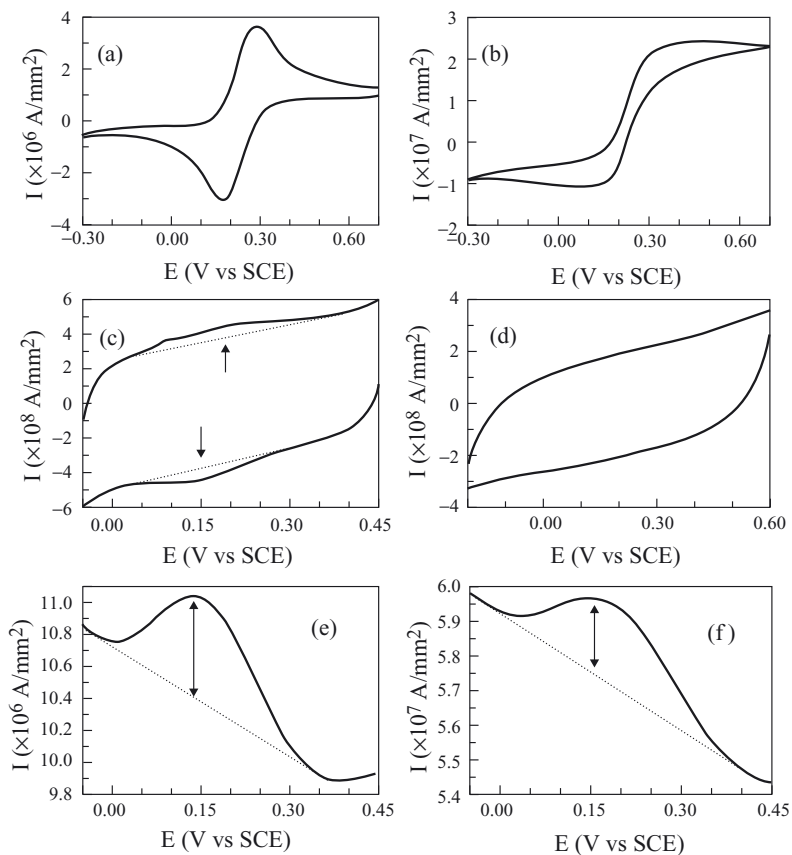 (a)
I (×10⁶ A/mm²)
4
2
0
−2
−4
−0.30 0.00 0.30 0.60
E (V vs SCE)
(b)
I (×10⁷ A/mm²)
3
2
1
0
−1
2
−0.30 0.00 0.30 0.60
E (V vs SCE)
(c)
I (×10⁸ A/mm²)
6
4
2
0
−2
−4
−6
0.00 0.15 0.30 0.45
E (V vs SCE)
(d)
I (×10⁸ A/mm²)
4
2
0
−2
−4
0.00 0.30 0.60
E (V vs SCE)
(e)
I (×10⁶ A/mm²)
11.0
10.8
10.4
10.0
9.8
0.00 0.15 0.30 0.45
E (V vs SCE)
(f)
I (×10⁷ A/mm²)
6.0
5.9
5.8
5.7
5.5
5.4
0.00 0.15 0.30 0.45
E (V vs SCE)